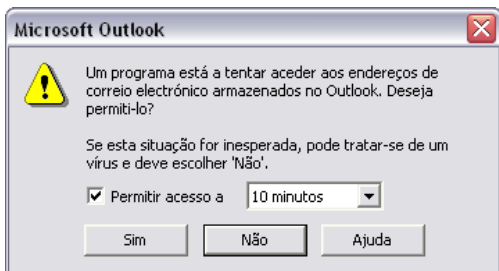 Microsoft Outlook
Um programa está a tentar aceder aos endereços de
correio electrónico armazenados no Outlook. Deseja
permiti-lo?
Se esta situação for inesperada, pode tratar-se de um
vírus e deve escolher 'Não'.
Permitir acesso a 10 minutos
Sim Não Ajuda